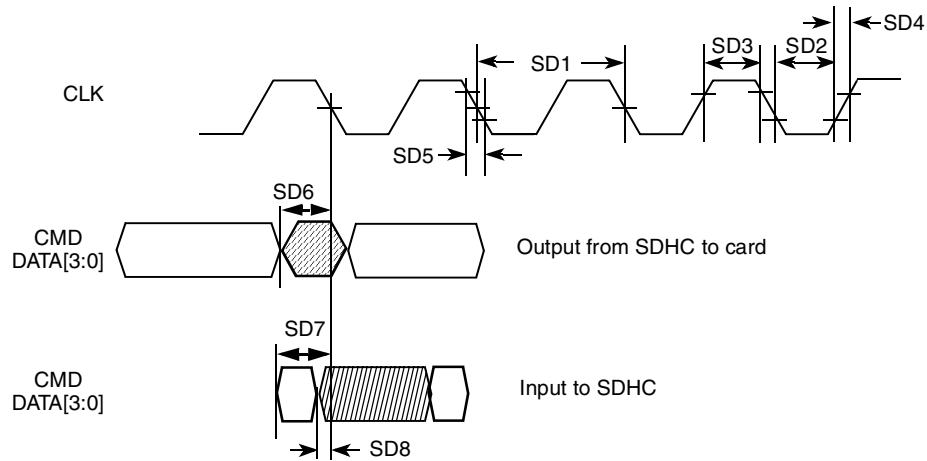 SD4
SD3
SD2
SD1
CLK
SD5
SD6
CMD
DATA[3:0]
Output from SDHC to card
SD7
CMD
DATA[3:0]
Input to SDHC
SD8